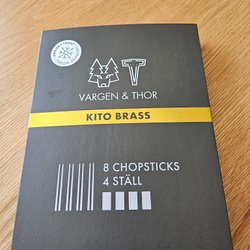 VARGEN & THOR
KITO BRASS
8 CHOPSTICKS
4 STÄLL